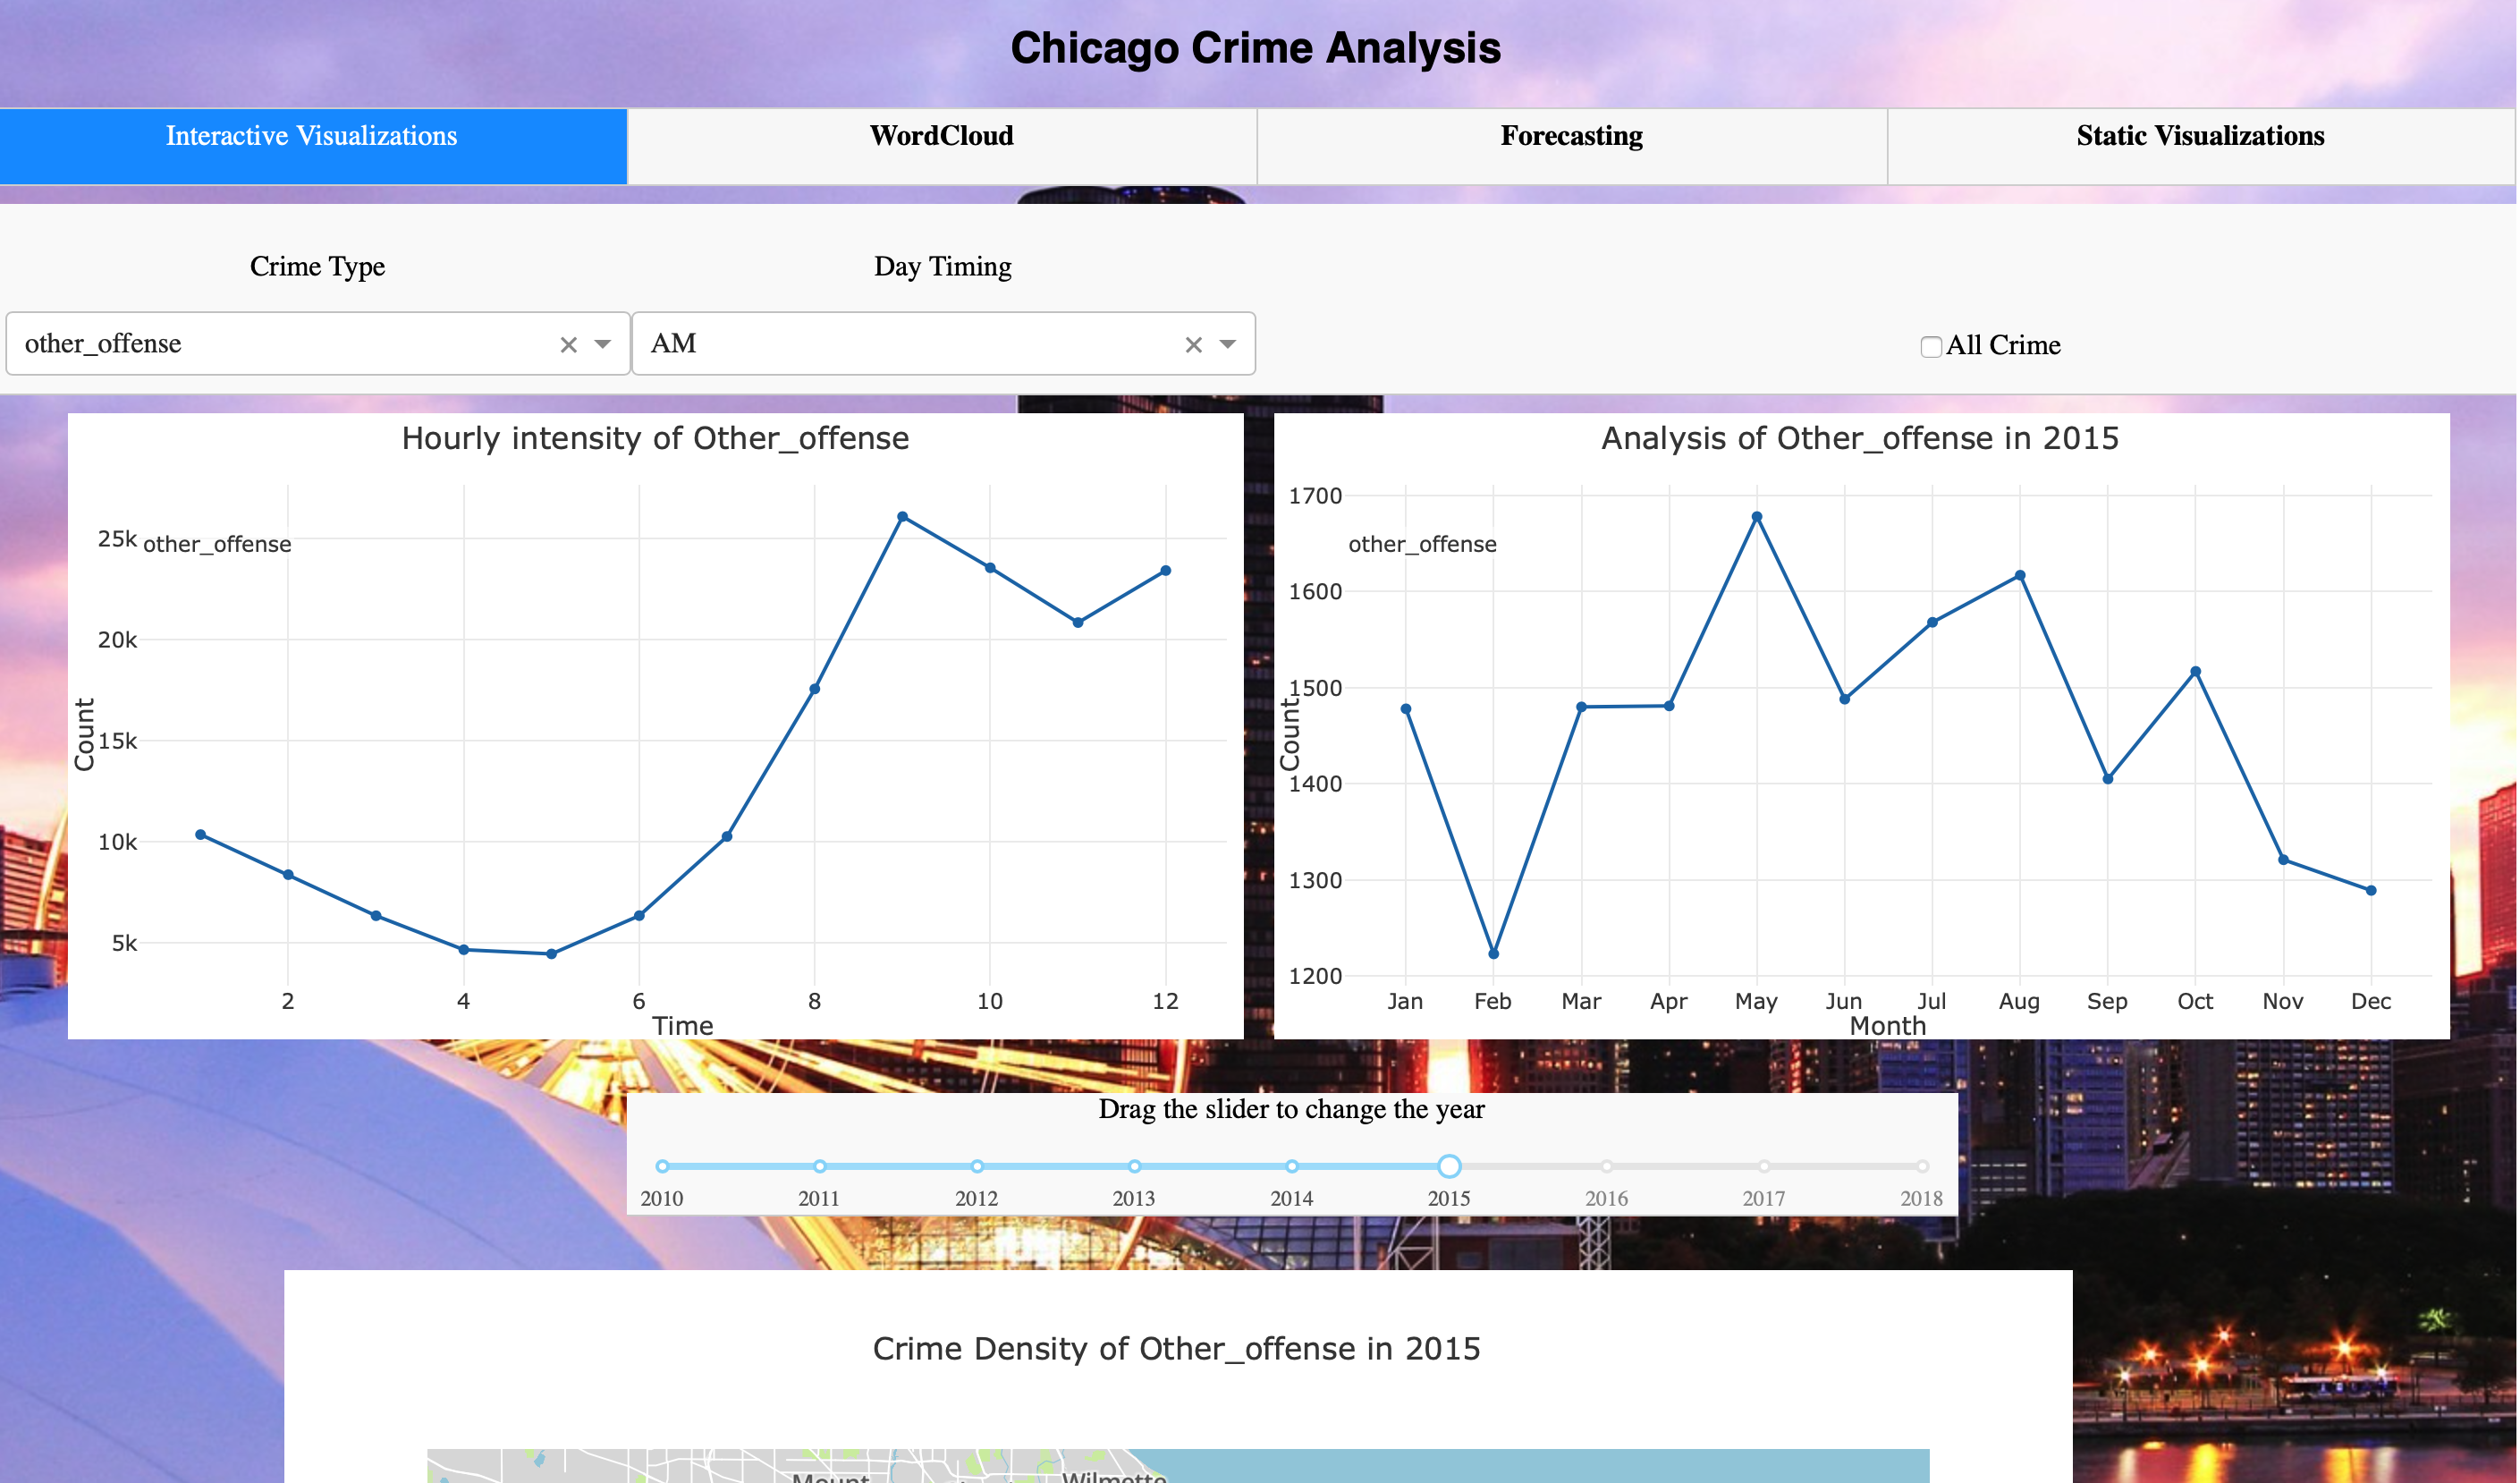 Chicago Crime Analysis
Interactive Visualizations
WordCloud
Forecasting
Static Visualizations
Crime Type
Day Timing
other_offense
AM
All Crime
Hourly intensity of Other_offense
other_offense
25k
20k
15k
10k
5k
Count
2 4 6 8 10 12
Time
Analysis of Other_offense in 2015
other_offense
1700
1600
1500
1400
1300
1200
Count
Jan Feb Mar Apr May Jun Jul Aug Sep Oct Nov Dec
Month
Drag the slider to change the year
2010 2011 2012 2013 2014 2015 2016 2017 2018
Crime Density of Other_offense in 2015
Mount
Wilmette